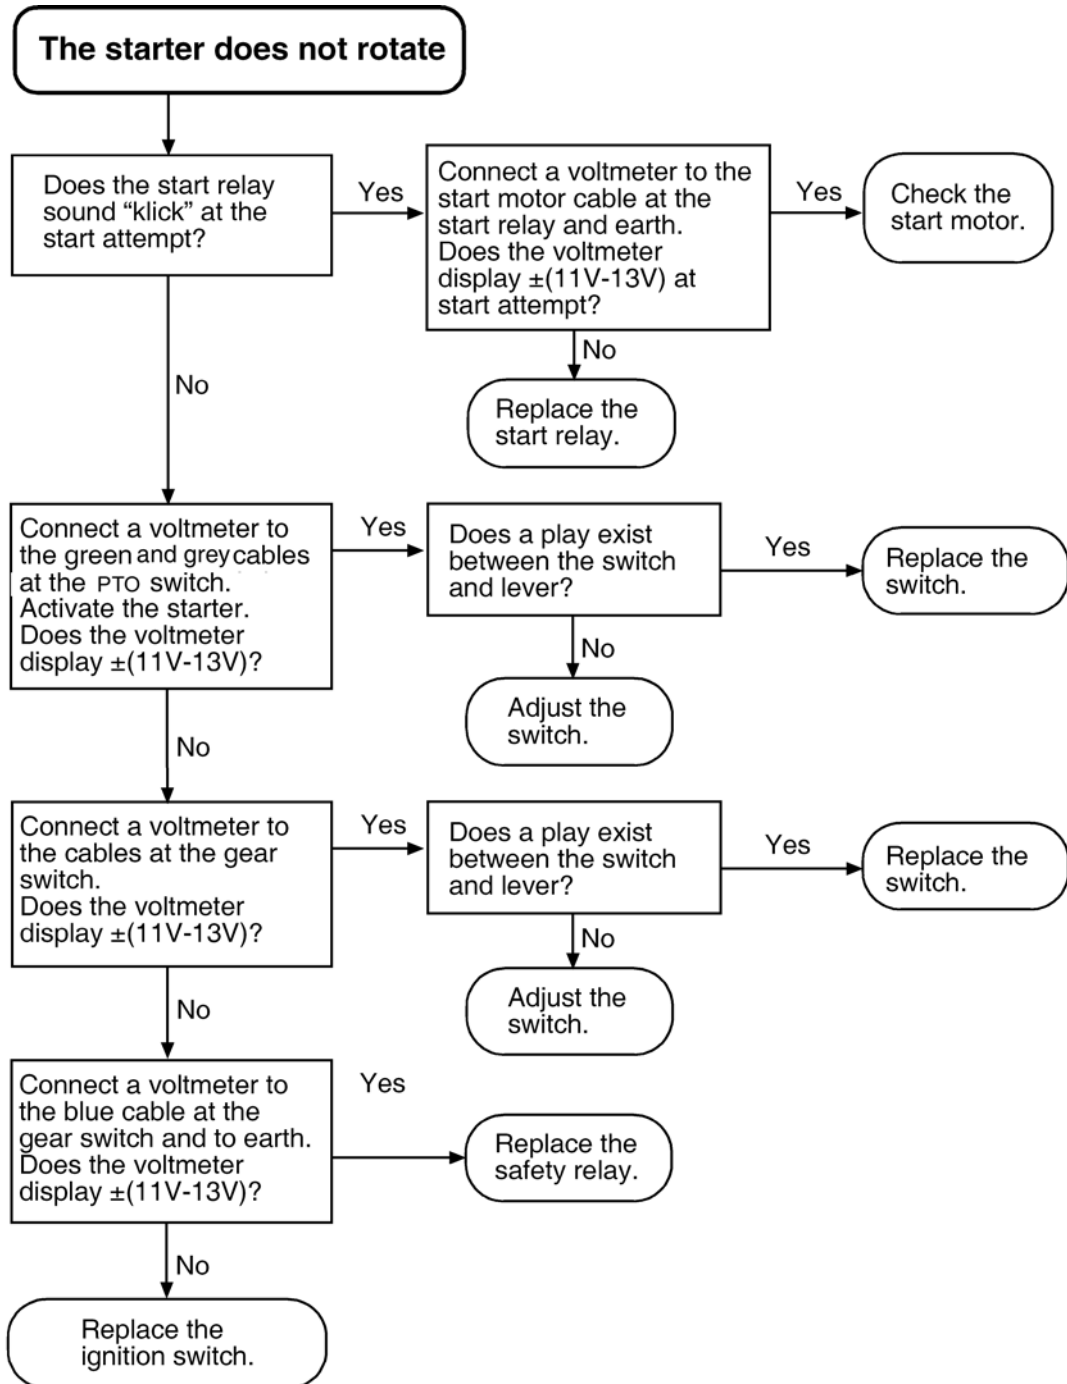 The starter does not rotate
Does the start relay
sound “klick” at the
start attempt?
Yes
Connect a voltmeter to the
start motor cable at the
start relay and earth.
Does the voltmeter
display ±(11V-13V) at
start attempt?
Yes
Check the
start motor.
No
Replace the
start relay.
No
Connect a voltmeter to
the green and grey cables
at the PTO switch.
Activate the starter.
Does the voltmeter
display ±(11V-13V)?
Yes
Does a play exist
between the switch
and lever?
Yes
Replace the
switch.
No
Adjust the
switch.
No
Connect a voltmeter to
the cables at the gear
switch.
Does the voltmeter
display ±(11V-13V)?
Yes
Does a play exist
between the switch
and lever?
Yes
Replace the
switch.
No
Adjust the
switch.
No
Connect a voltmeter to
the blue cable at the
gear switch and to earth.
Does the voltmeter
display ±(11V-13V)?
Yes
Replace the
safety relay.
No
Replace the
ignition switch.